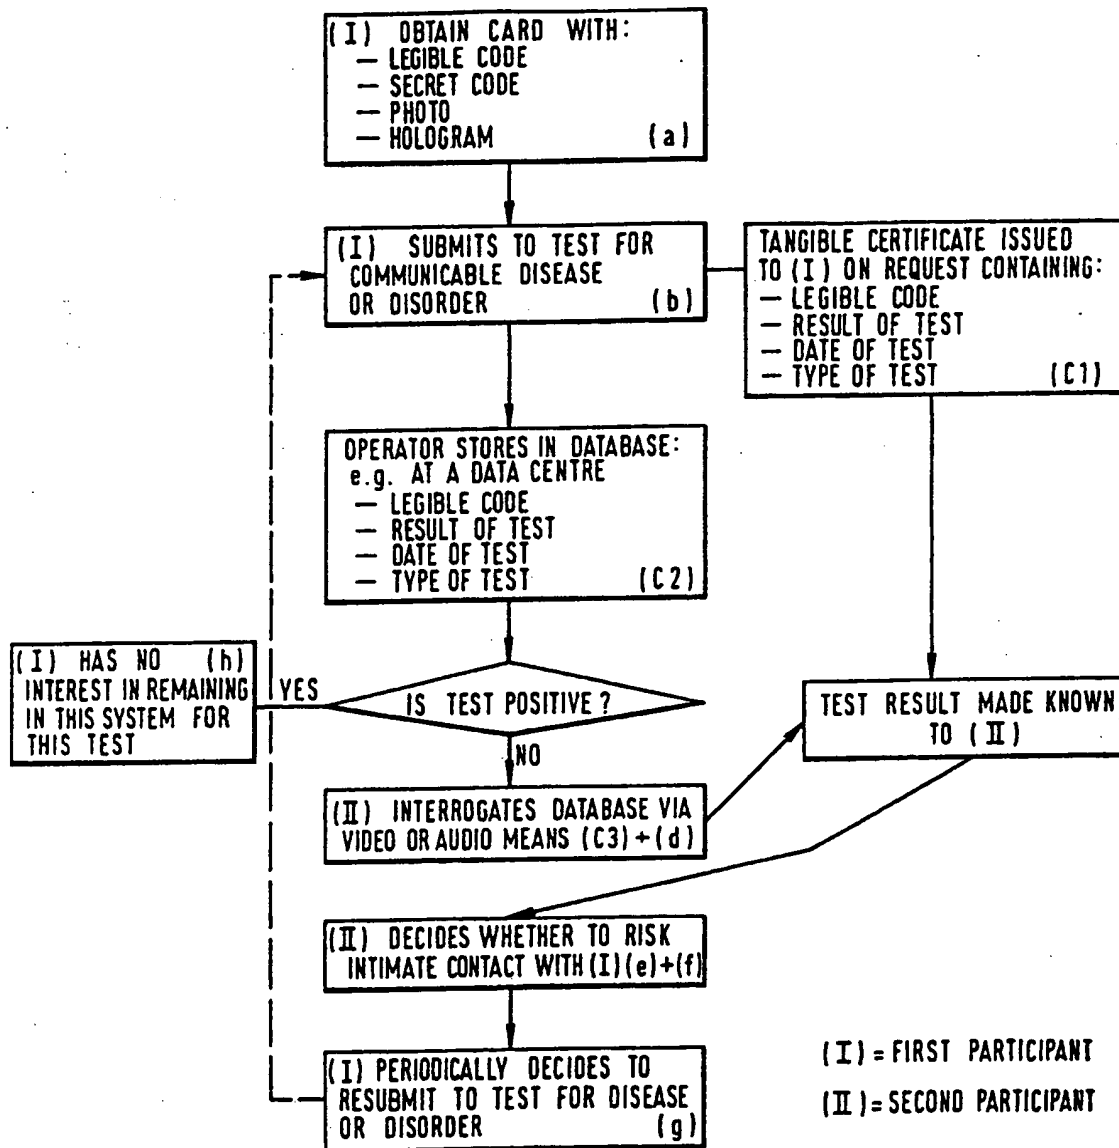 (I) OBTAIN CARD WITH:
— LEGIBLE CODE
— SECRET CODE
— PHOTO
— HOLOGRAM (a)
(I) SUBMITS TO TEST FOR
COMMUNICABLE DISEASE
OR DISORDER (b)
TANGIBLE CERTIFICATE ISSUED
TO (I) ON REQUEST CONTAINING:
— LEGIBLE CODE
— RESULT OF TEST
— DATE OF TEST
— TYPE OF TEST (C1)
OPERATOR STORES IN DATABASE:
e.g. AT A DATA CENTRE
— LEGIBLE CODE
— RESULT OF TEST
— DATE OF TEST
— TYPE OF TEST (C2)
(I) HAS NO (h)
INTEREST IN REMAINING
IN THIS SYSTEM FOR
THIS TEST
YES
IS TEST POSITIVE?
NO
TEST RESULT MADE KNOWN
TO (II)
(II) INTERROGATES DATABASE VIA
VIDEO OR AUDIO MEANS (C3)+(d)
(II) DECIDES WHETHER TO RISK
INTIMATE CONTACT WITH (I)(e)+(f)
(I) PERIODICALLY DECIDES TO
RESUBMIT TO TEST FOR DISEASE
OR DISORDER (g)
(I)=FIRST PARTICIPANT
(II)=SECOND PARTICIPANT